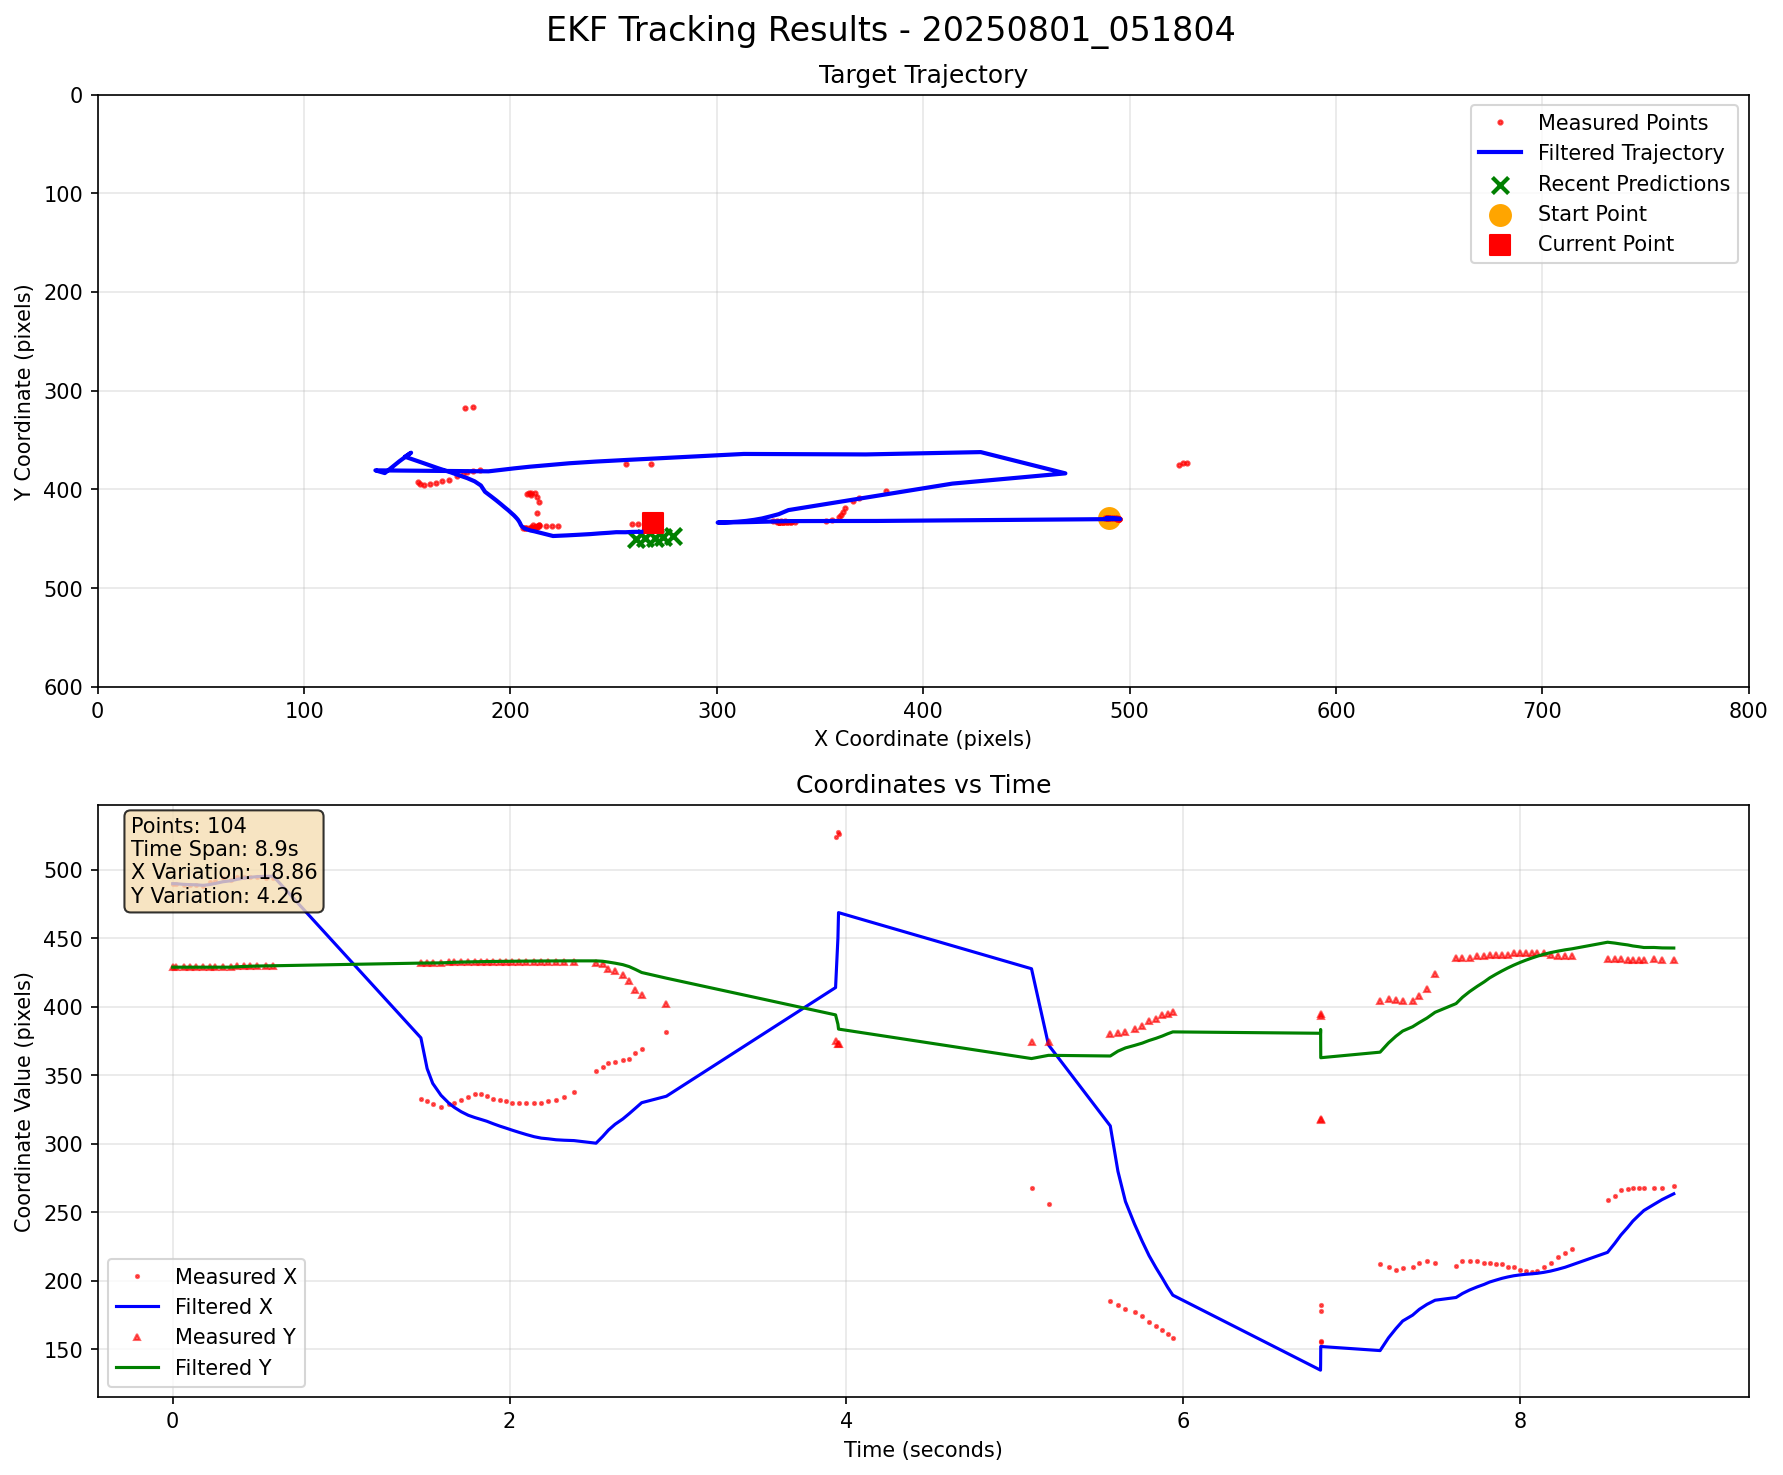 EKF Tracking Results - 20250801_051804
Target Trajectory
0
100
200
300
400
500
600
Y Coordinate (pixels)
Measured Points
Filtered Trajectory
Recent Predictions
Start Point
Current Point
0 100 200 300 400 500 600 700 800
X Coordinate (pixels)
Coordinates vs Time
Points: 104
Time Span: 8.9s
X Variation: 18.86
Y Variation: 4.26
500
450
400
350
300
250
200
150
Coordinate Value (pixels)
Measured X
Filtered X
Measured Y
Filtered Y
0 2 4 6 8
Time (seconds)